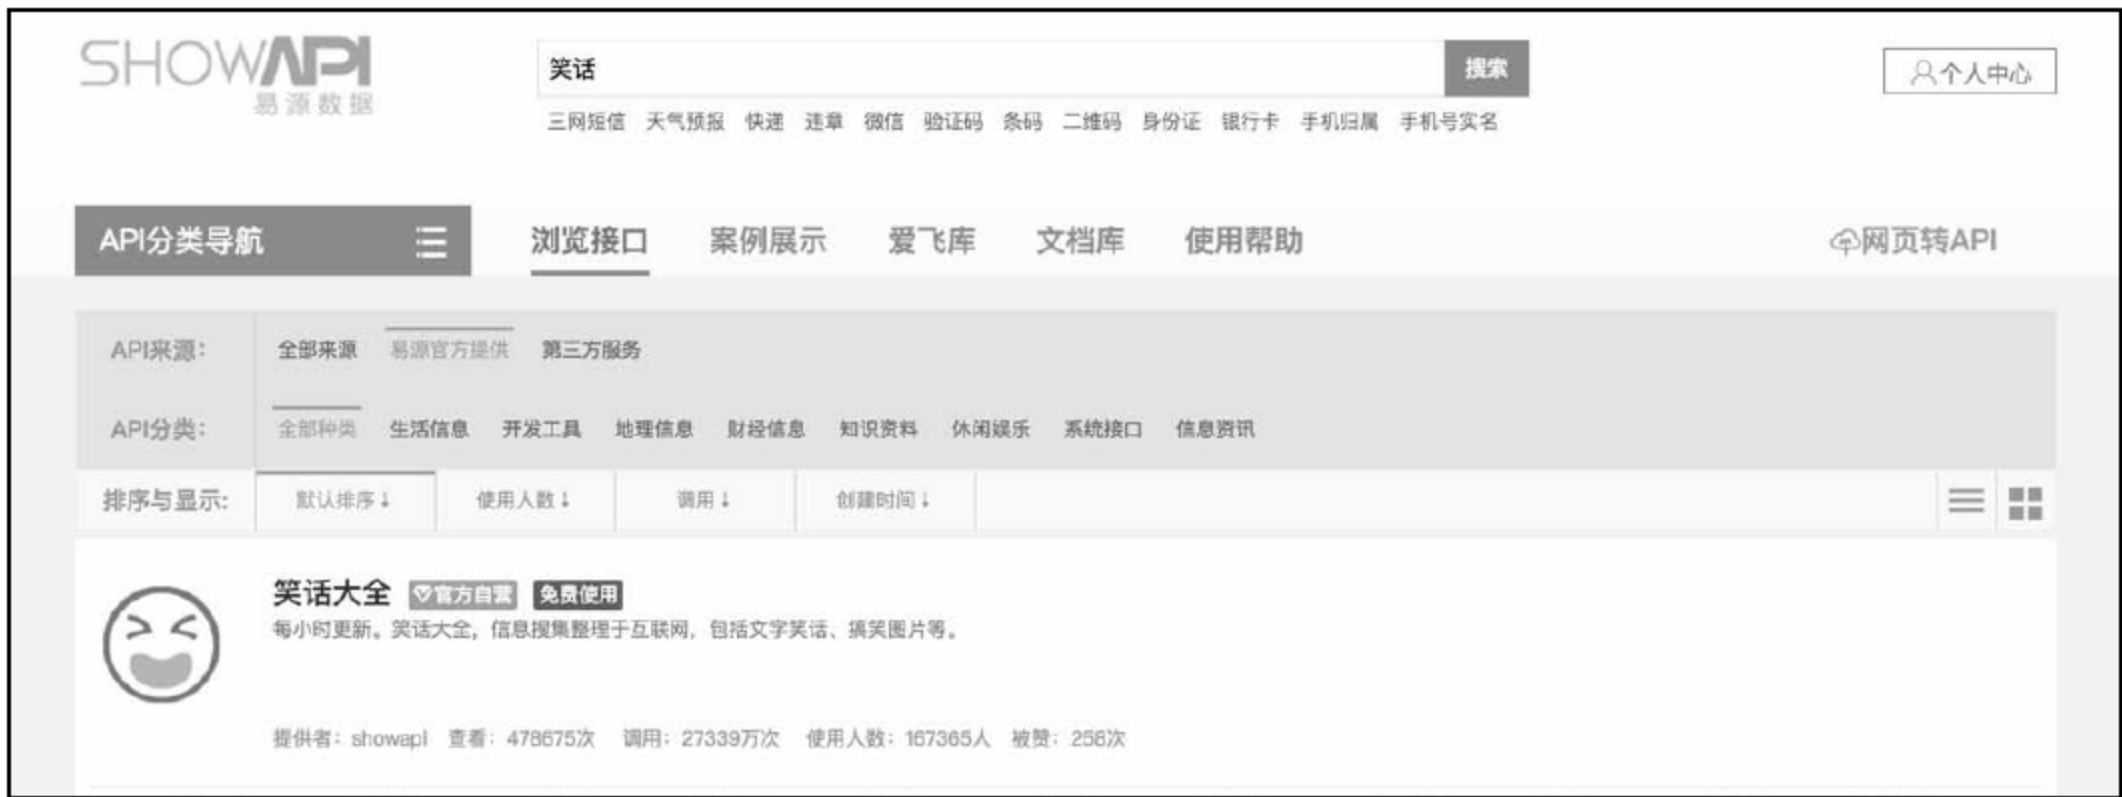 SHOWAPI
易源数据
笑话
搜索
个人中心
三网短信 天气预报 快递 违章 微信 验证码 条码 二维码 身份证 银行卡 手机归属 手机号实名
API分类导航
浏览接口 案例展示 爱飞库 文档库 使用帮助
网页转API
API来源: 全部来源 易源官方提供 第三方服务
API分类: 全部种类 生活信息 开发工具 地理信息 财经信息 知识资料 休闲娱乐 系统接口 信息资讯
排序与显示: 默认排序↓ 使用人数↓ 调用↓ 创建时间↓
笑话大全 官方自营 免费使用
每小时更新。笑话大全，信息搜集整理于互联网，包括文字笑话、搞笑图片等。
提供者：showapi 查看：478675次 调用：27339万次 使用人数：167365人 被赞：258次